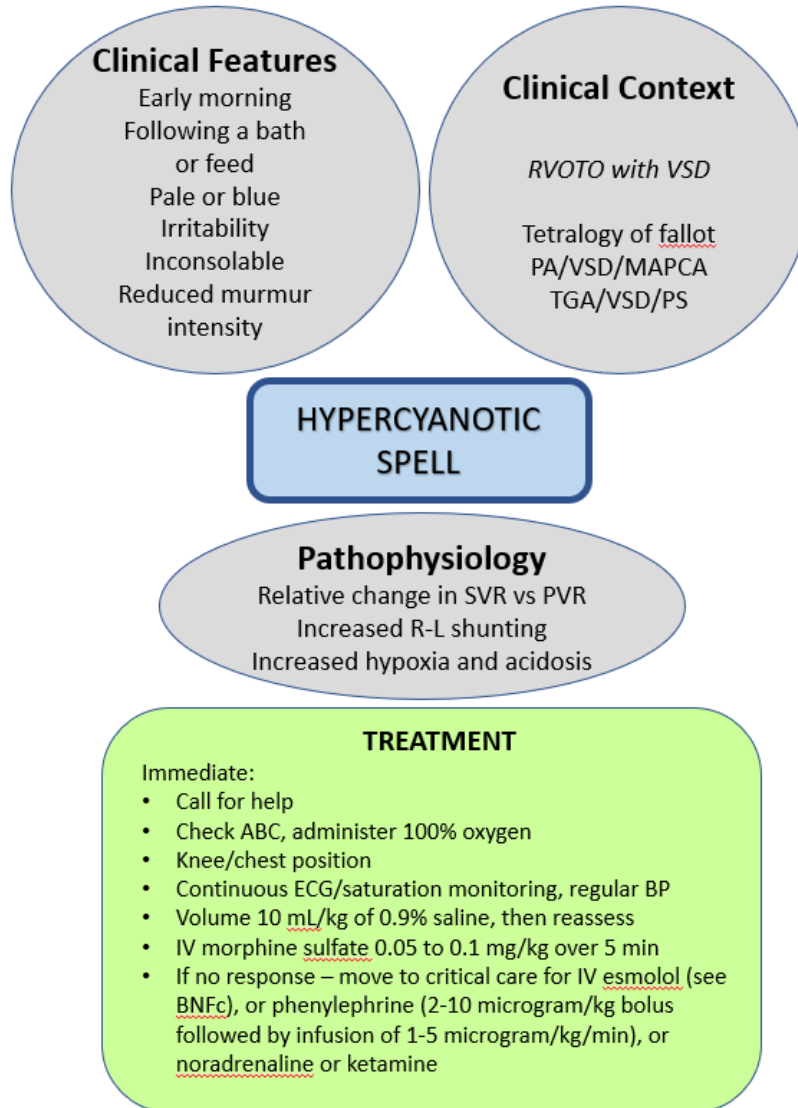 Clinical Features
Early morning
Following a bath
or feed
Pale or blue
Irritability
Inconsolable
Reduced murmur
intensity
Clinical Context
RVOTO with VSD
Tetralogy of fallot
PA/VSD/MAPCA
TGA/VSD/PS
HYPERCYANOTIC
SPELL
Pathophysiology
Relative change in SVR vs PVR
Increased R-L shunting
Increased hypoxia and acidosis
TREATMENT
Immediate:
• Call for help
• Check ABC, administer 100% oxygen
• Knee/chest position
• Continuous ECG/saturation monitoring, regular BP
• Volume 10 mL/kg of 0.9% saline, then reassess
• IV morphine sulfate 0.05 to 0.1 mg/kg over 5 min
• If no response – move to critical care for IV esmolol (see
BNFc), or phenylephrine (2-10 microgram/kg bolus
followed by infusion of 1-5 microgram/kg/min), or
noradrenaline or ketamine